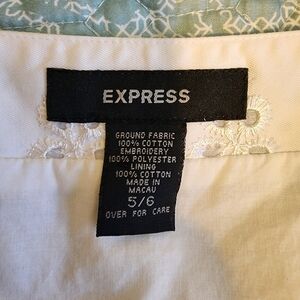 EXPRESS
GROUND FABRIC
100% COTTON
EMBROIDERY
100% POLYESTER
LINING
100% COTTON
MADE IN
MACAU
5/6
OVER FOR CARE